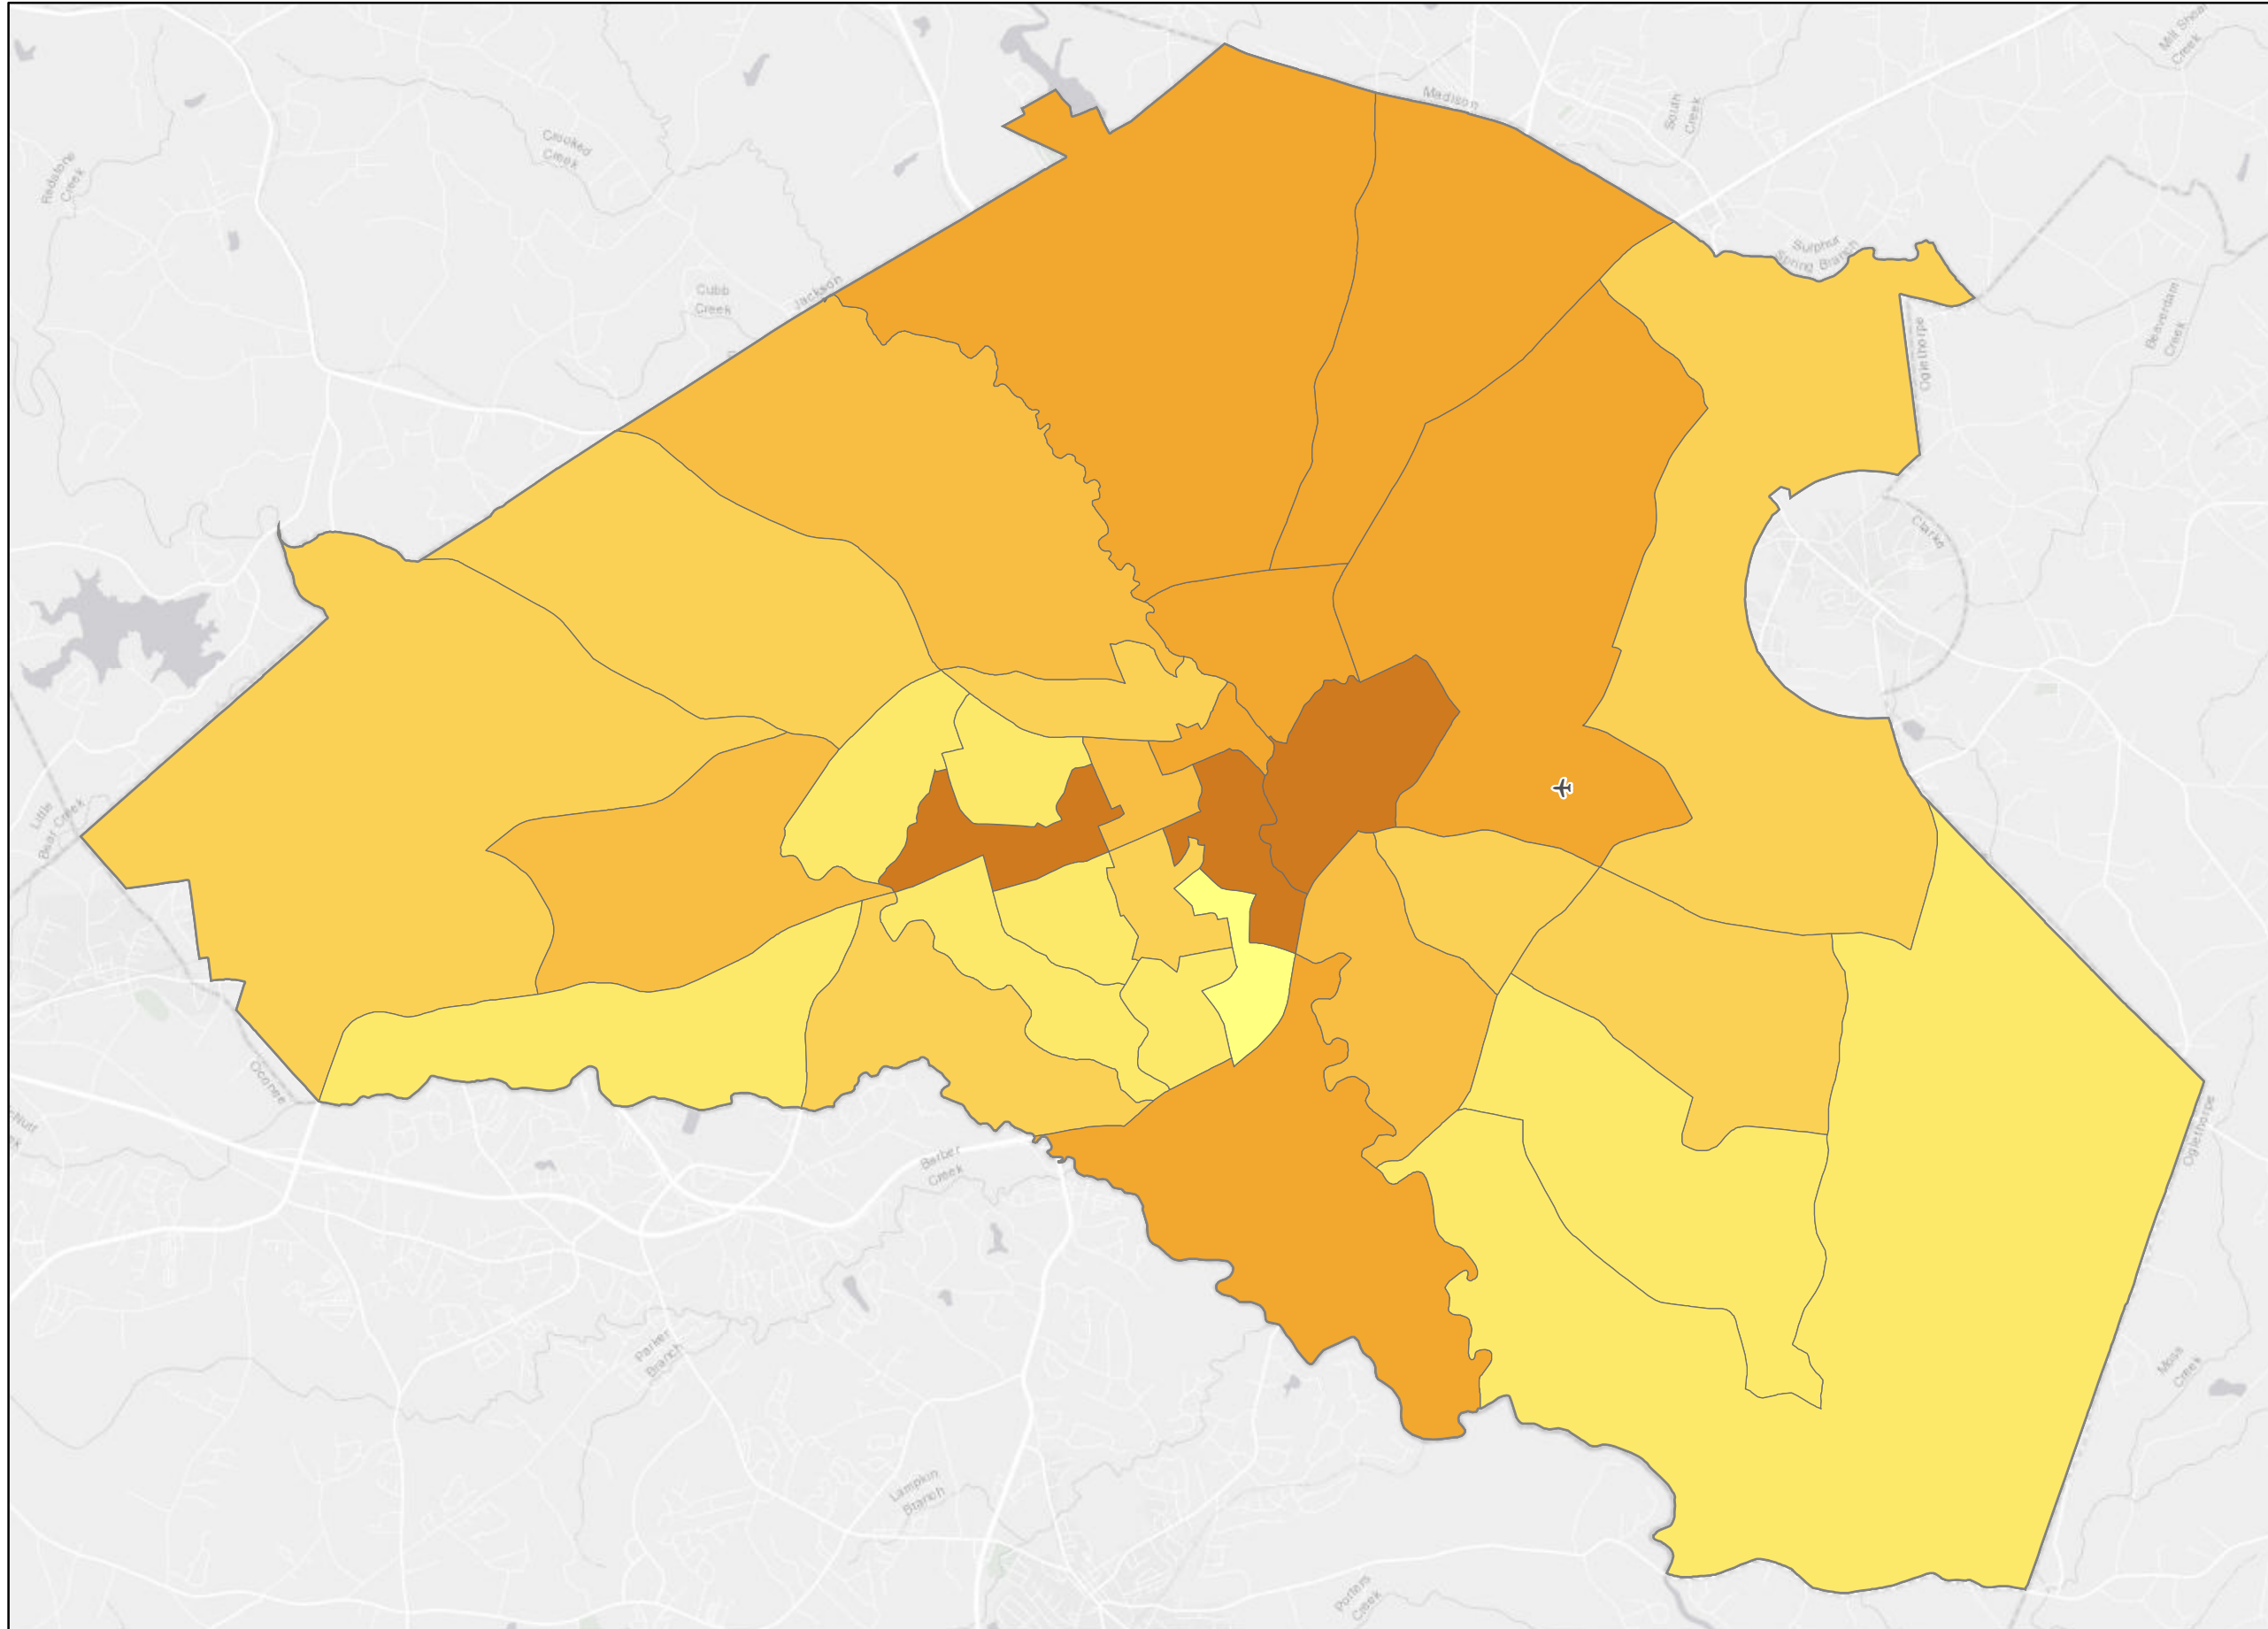 Mill Shoal
Creek
Madison
South
Creek
Crooked
Creek
Redstone
Creek
Sulphur
Spring Branch
Cubb
Creek
Jackson
Beaverdam
Creek
Oglethorpe
Clarke
Little
Bear Creek
Oconee
Barber
Creek
Oglethorpe
Parker
Branch
Moss
Creek
Lampkin
Branch
Porters
Creek